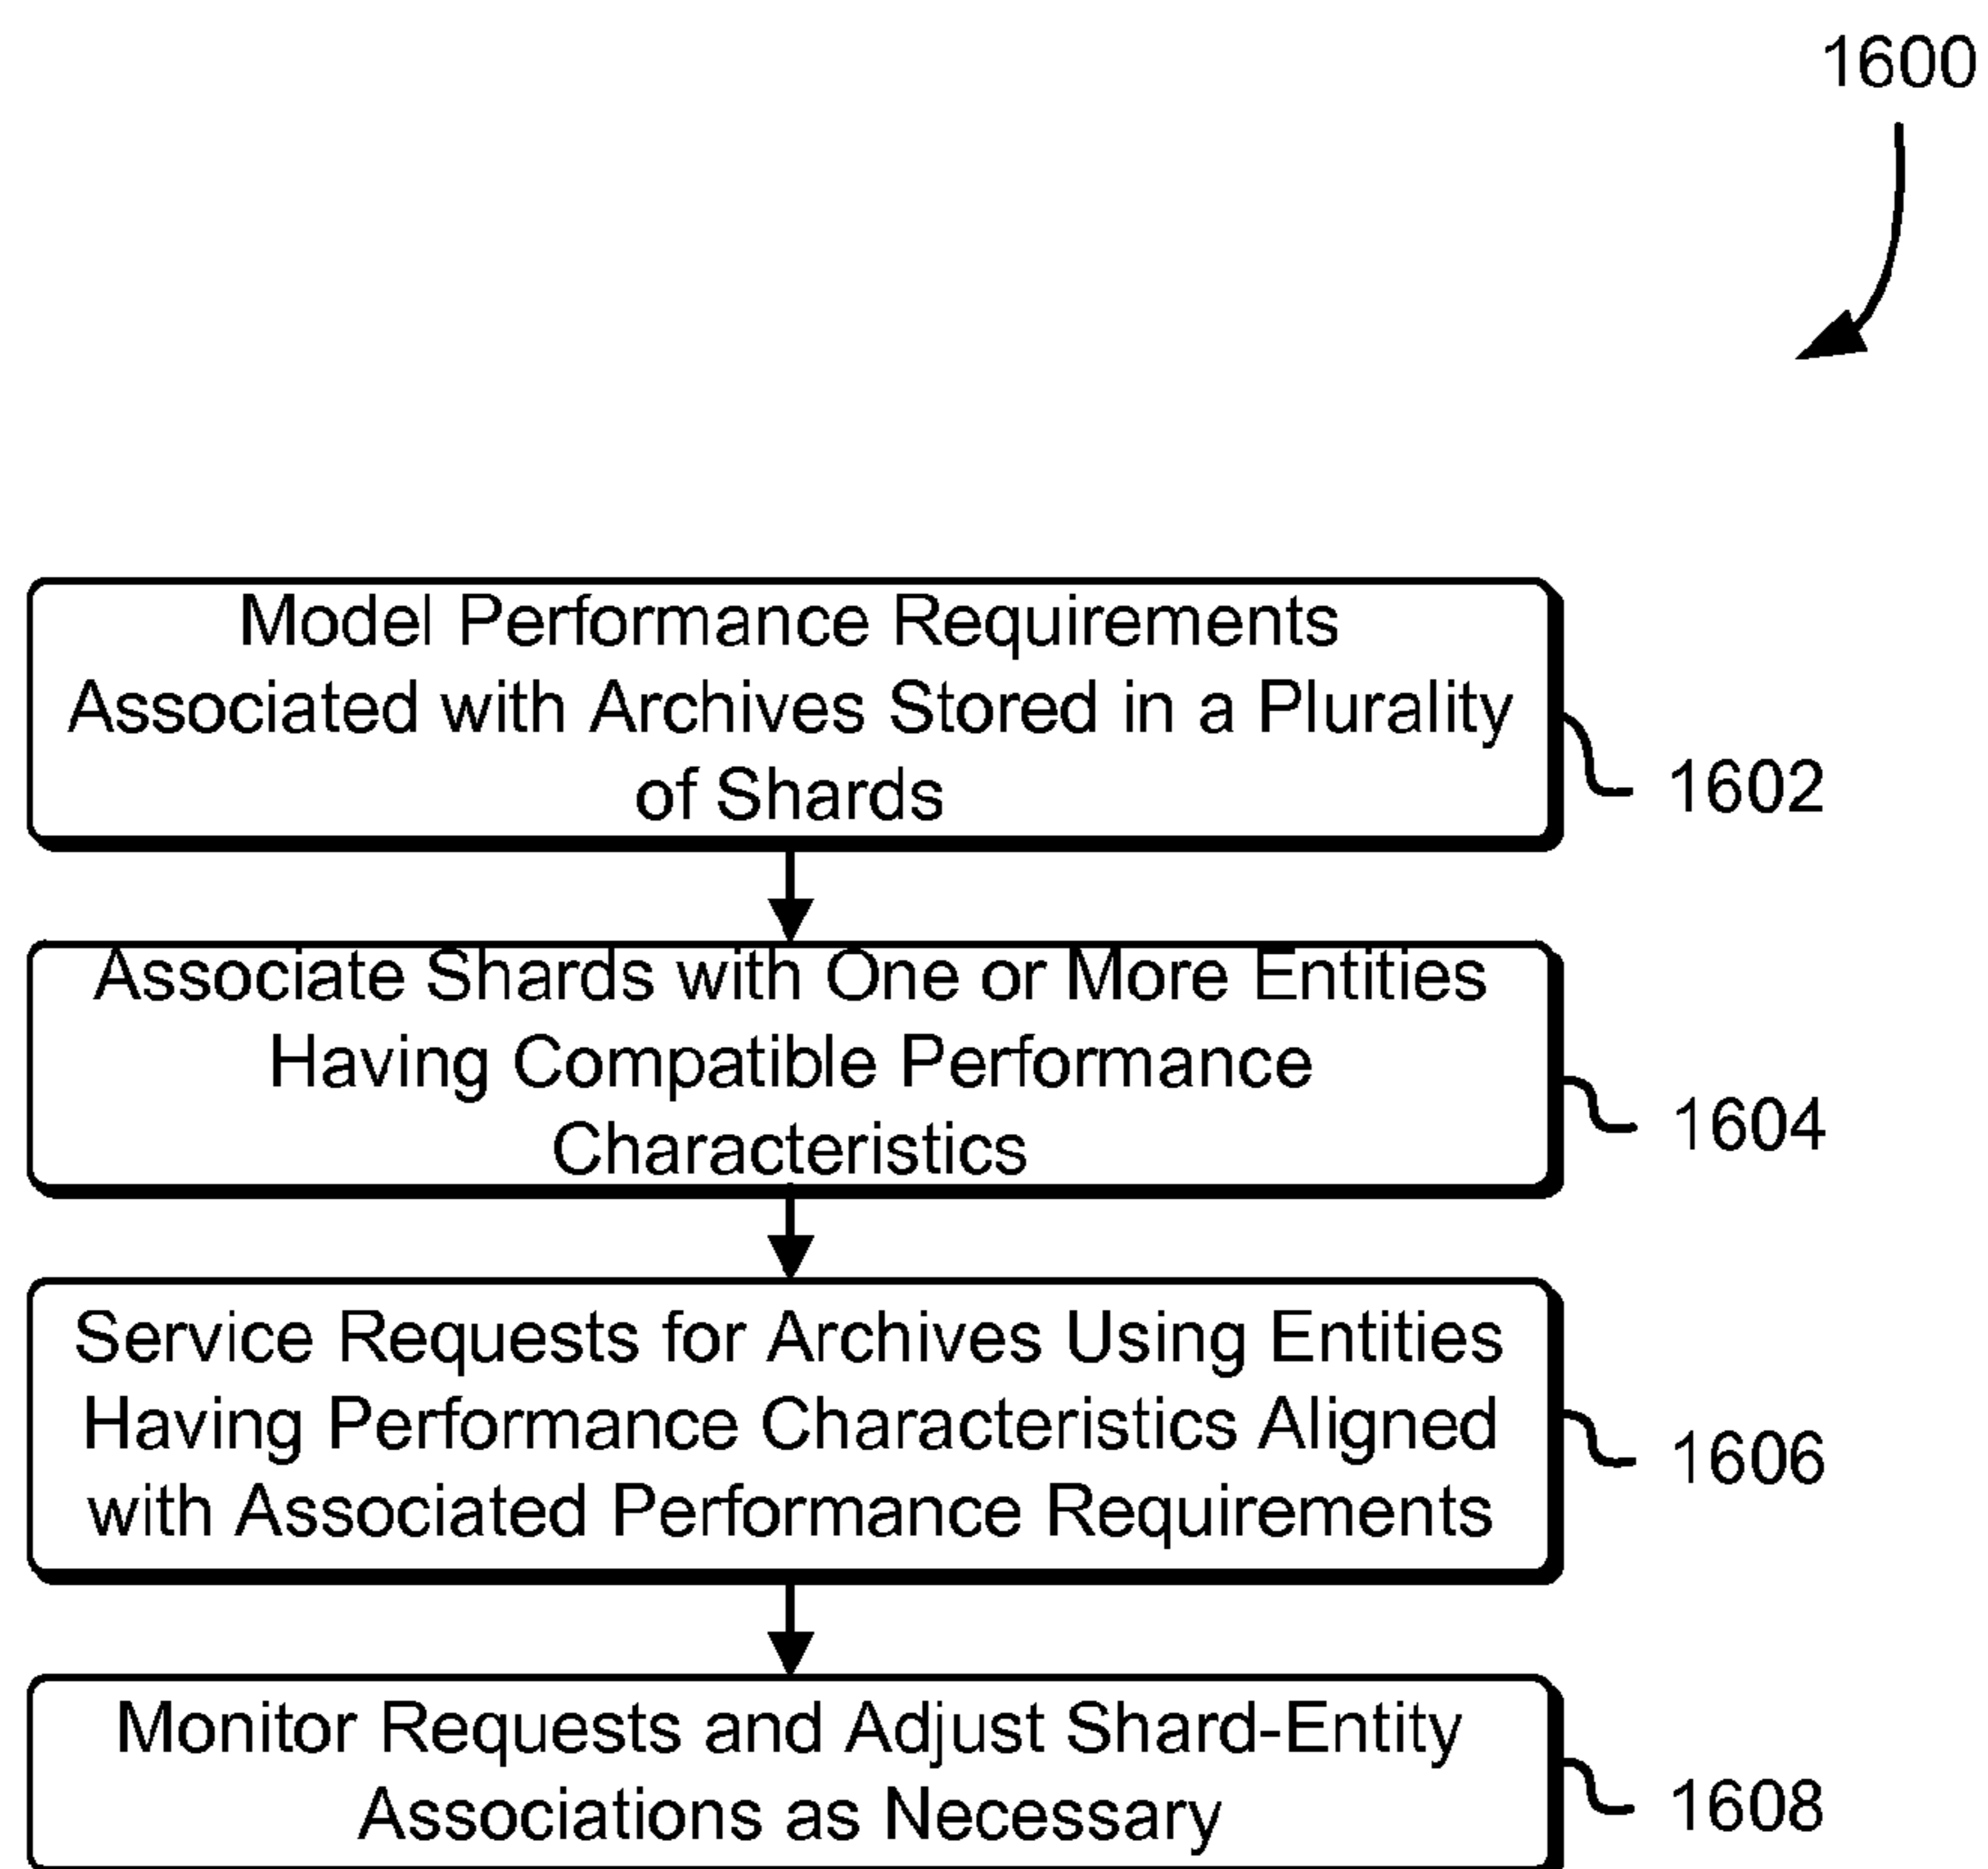 1600
Model Performance Requirements
Associated with Archives Stored in a Plurality
of Shards
1602
Associate Shards with One or More Entities
Having Compatible Performance
Characteristics
1604
Service Requests for Archives Using Entities
Having Performance Characteristics Aligned
with Associated Performance Requirements
1606
Monitor Requests and Adjust Shard-Entity
Associations as Necessary
1608